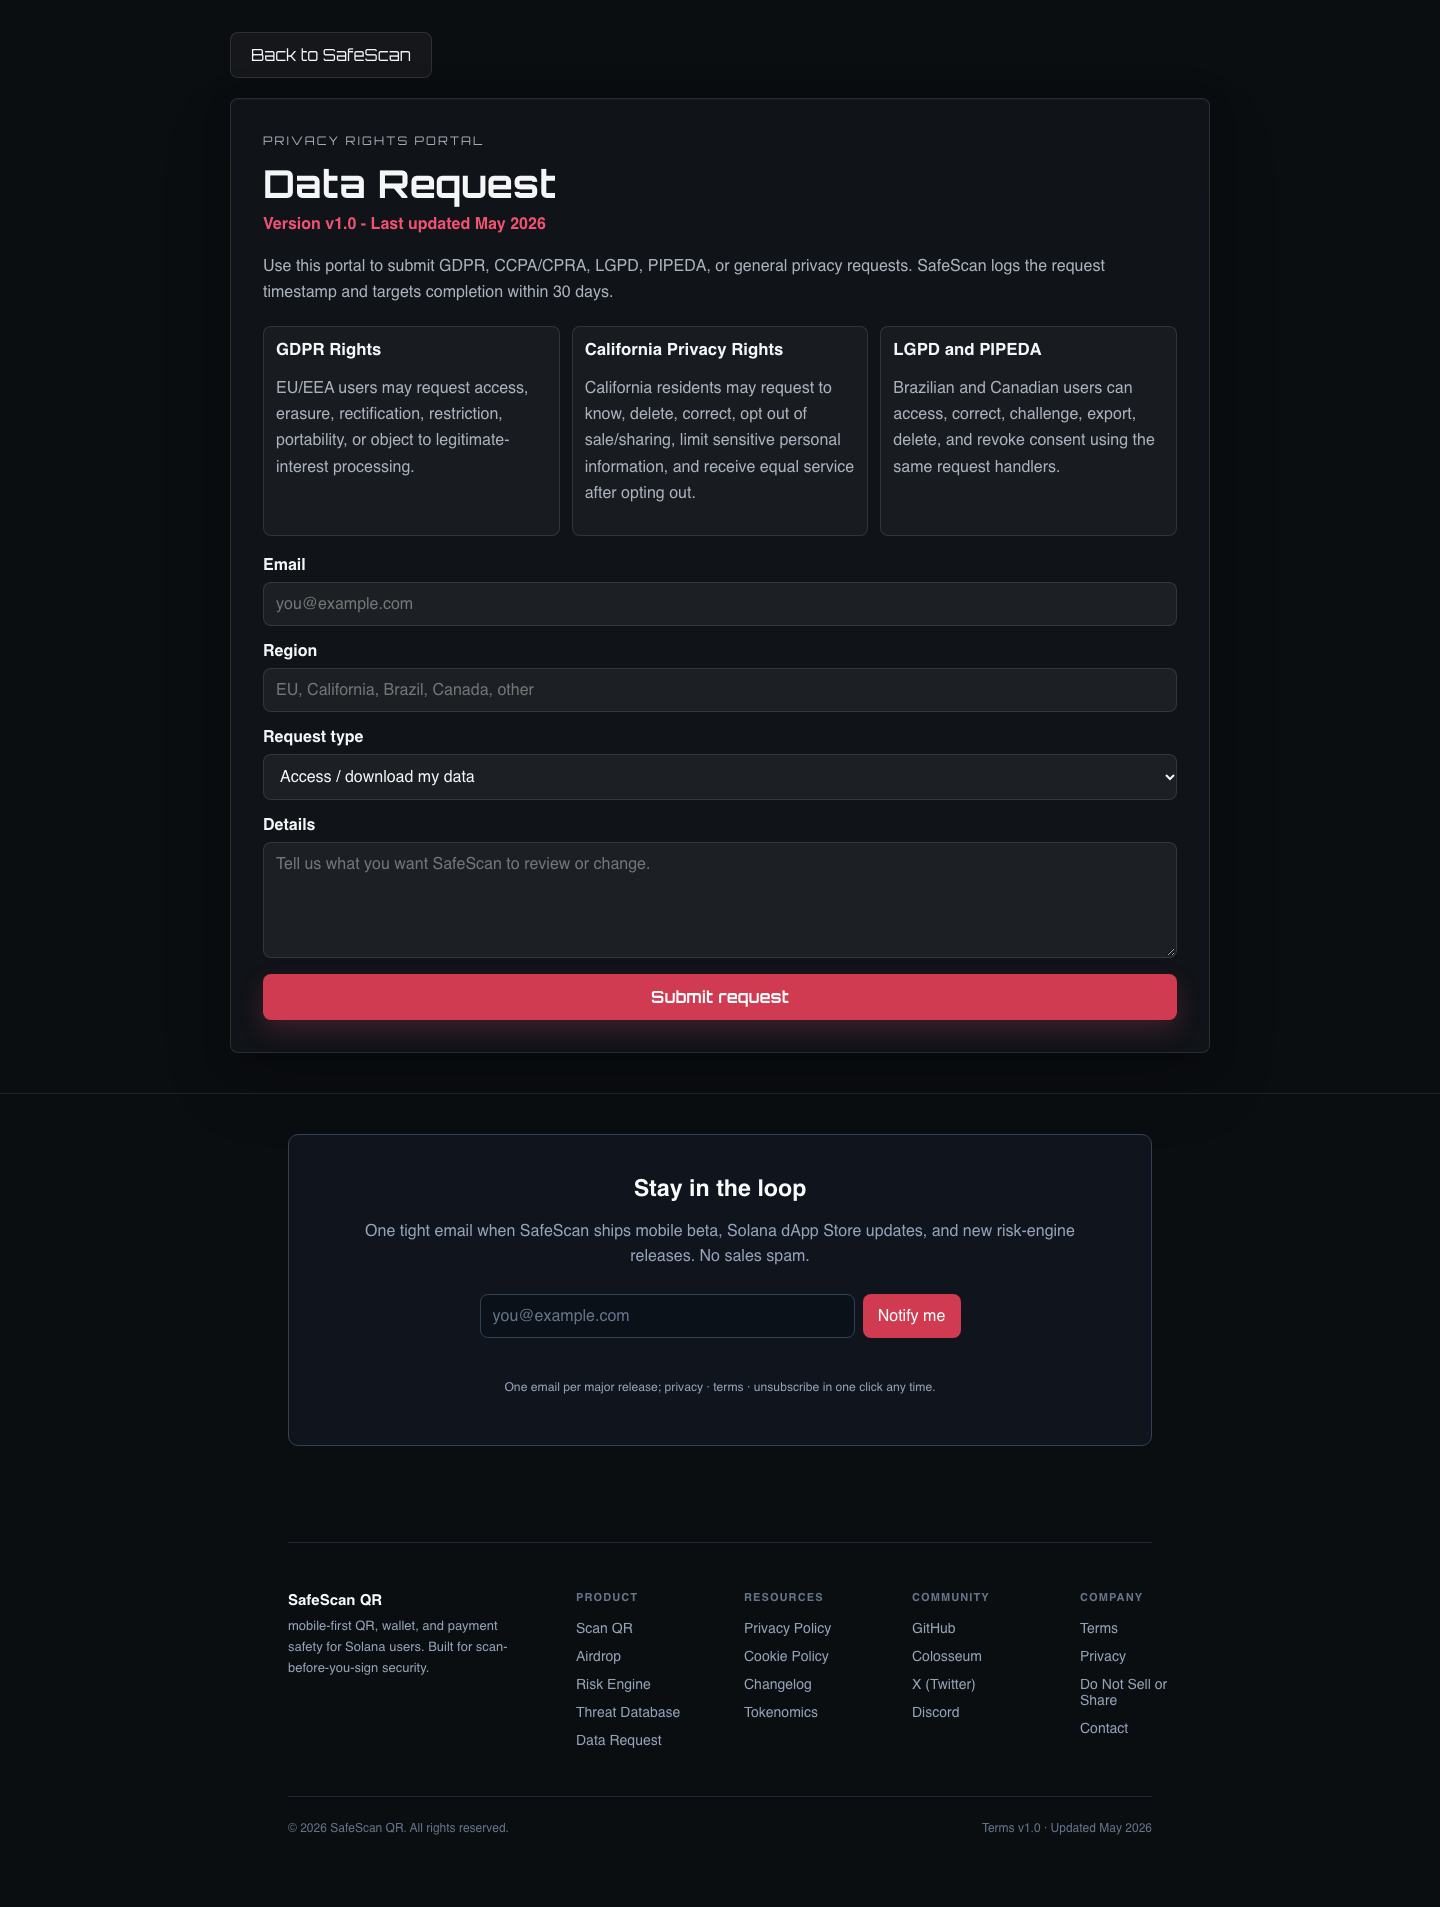 Back to SafeScan
PRIVACY RIGHTS PORTAL
Data Request
Version v1.0 - Last updated May 2026
Use this portal to submit GDPR, CCPA/CPRA, LGPD, PIPEDA, or general privacy requests. SafeScan logs the request
timestamp and targets completion within 30 days.
GDPR Rights
EU/EEA users may request access,
erasure, rectification, restriction,
portability, or object to legitimate-
interest processing.
California Privacy Rights
California residents may request to
know, delete, correct, opt out of
sale/sharing, limit sensitive personal
information, and receive equal service
after opting out.
LGPD and PIPEDA
Brazilian and Canadian users can
access, correct, challenge, export,
delete, and revoke consent using the
same request handlers.
Email
you@example.com
Region
EU, California, Brazil, Canada, other
Request type
Access / download my data
Details
Tell us what you want SafeScan to review or change.
Submit request
Stay in the loop
One tight email when SafeScan ships mobile beta, Solana dApp Store updates, and new risk-engine
releases. No sales spam.
you@example.com
Notify me
One email per major release; privacy · terms · unsubscribe in one click any time.
SafeScan QR
mobile-first QR, wallet, and payment
safety for Solana users. Built for scan-
before-you-sign security.
PRODUCT
Scan QR
Airdrop
Risk Engine
Threat Database
Data Request
RESOURCES
Privacy Policy
Cookie Policy
Changelog
Tokenomics
COMMUNITY
GitHub
Colosseum
X (Twitter)
Discord
COMPANY
Terms
Privacy
Do Not Sell or
Share
Contact
© 2026 SafeScan QR. All rights reserved.
Terms v1.0 · Updated May 2026